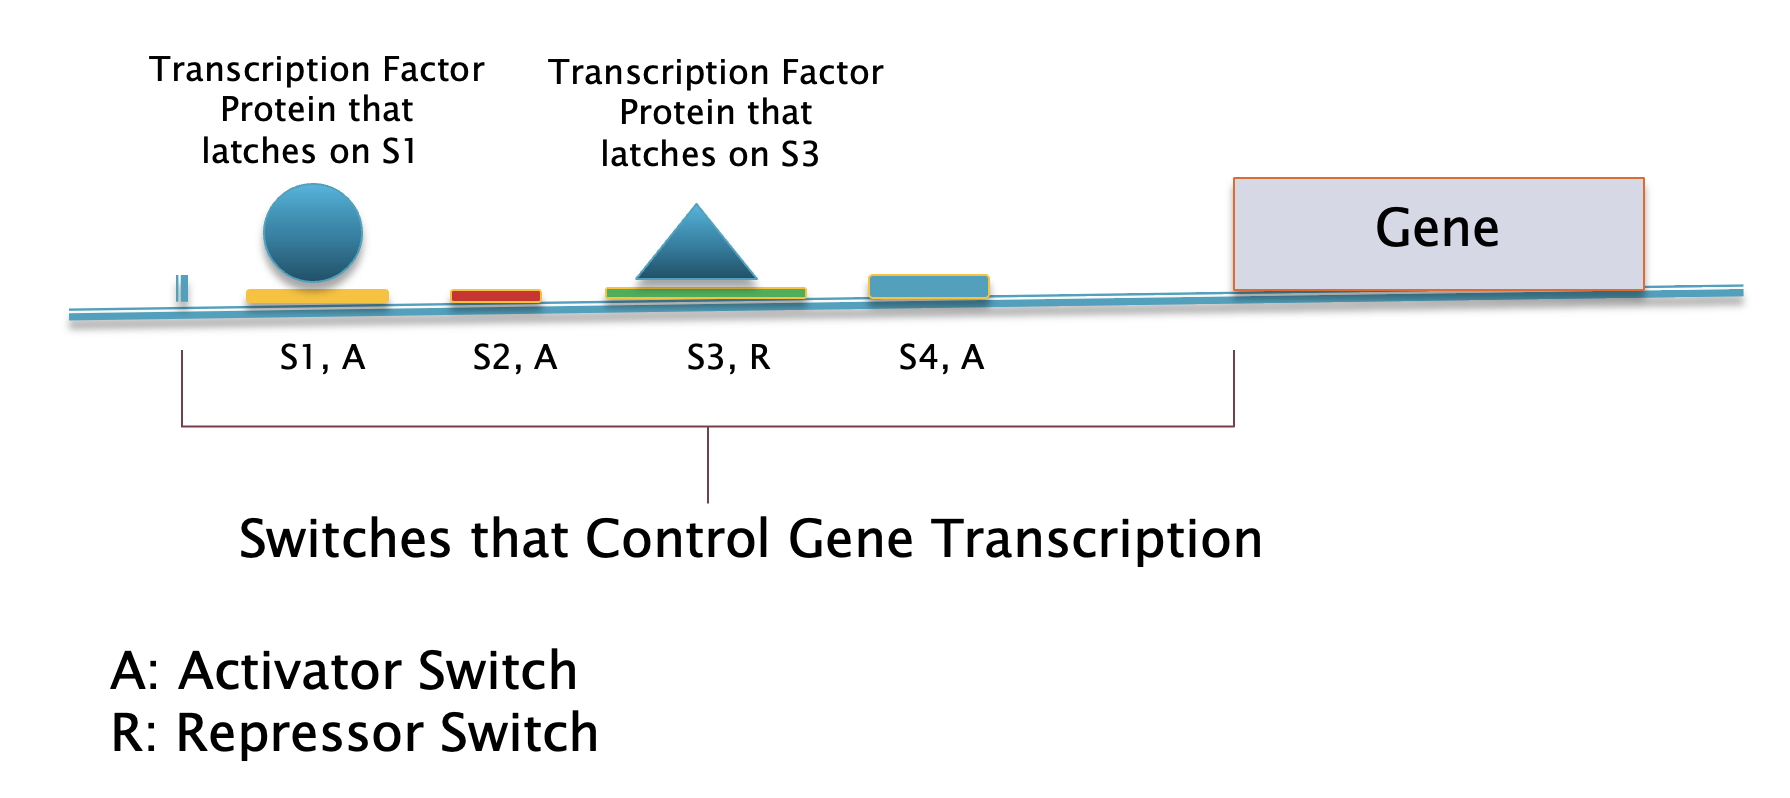 Transcription Factor
Protein that
latches on S1
Transcription Factor
Protein that
latches on S3
Gene
S1, A
S2, A
S3, R
S4, A
Switches that Control Gene Transcription
A: Activator Switch
R: Repressor Switch